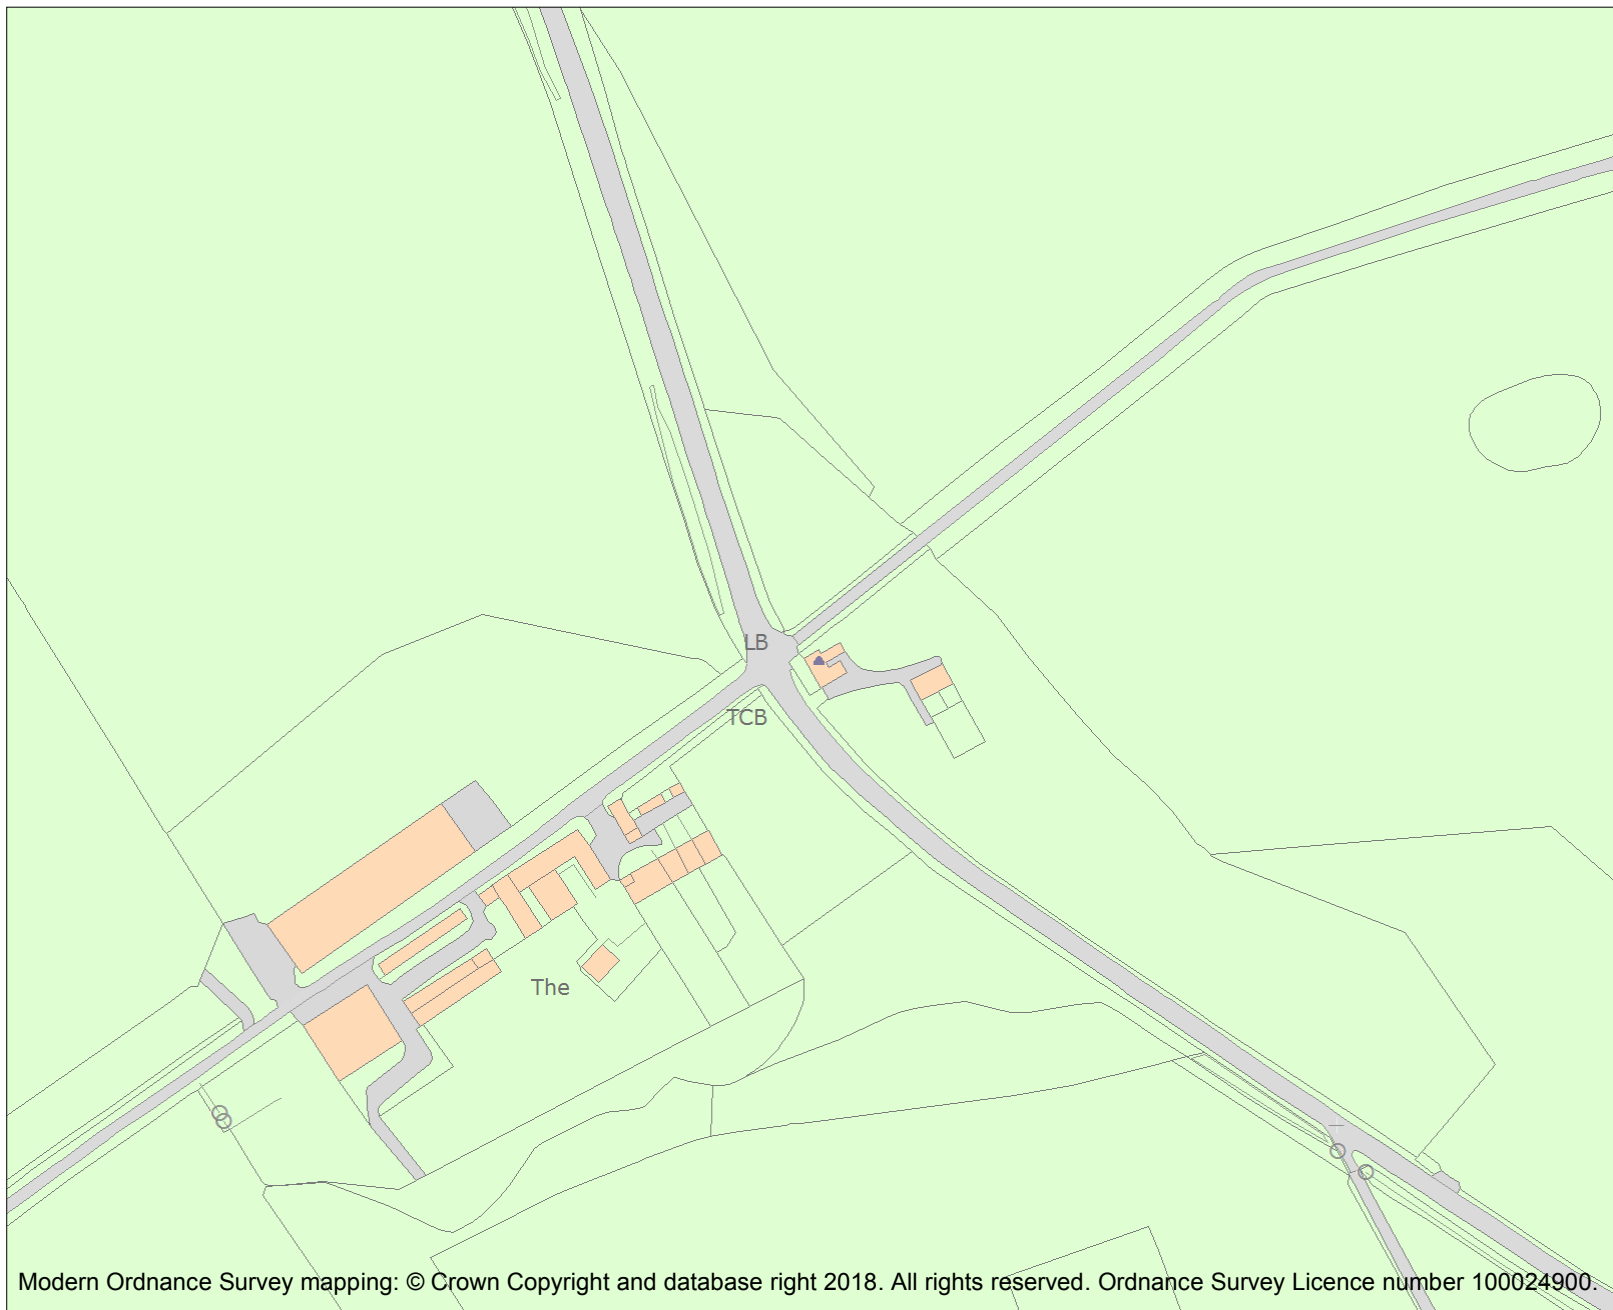 LB
TCB
The
Modern Ordnance Survey mapping: © Crown Copyright and database right 2018. All rights reserved. Ordnance Survey Licence number 100024900.